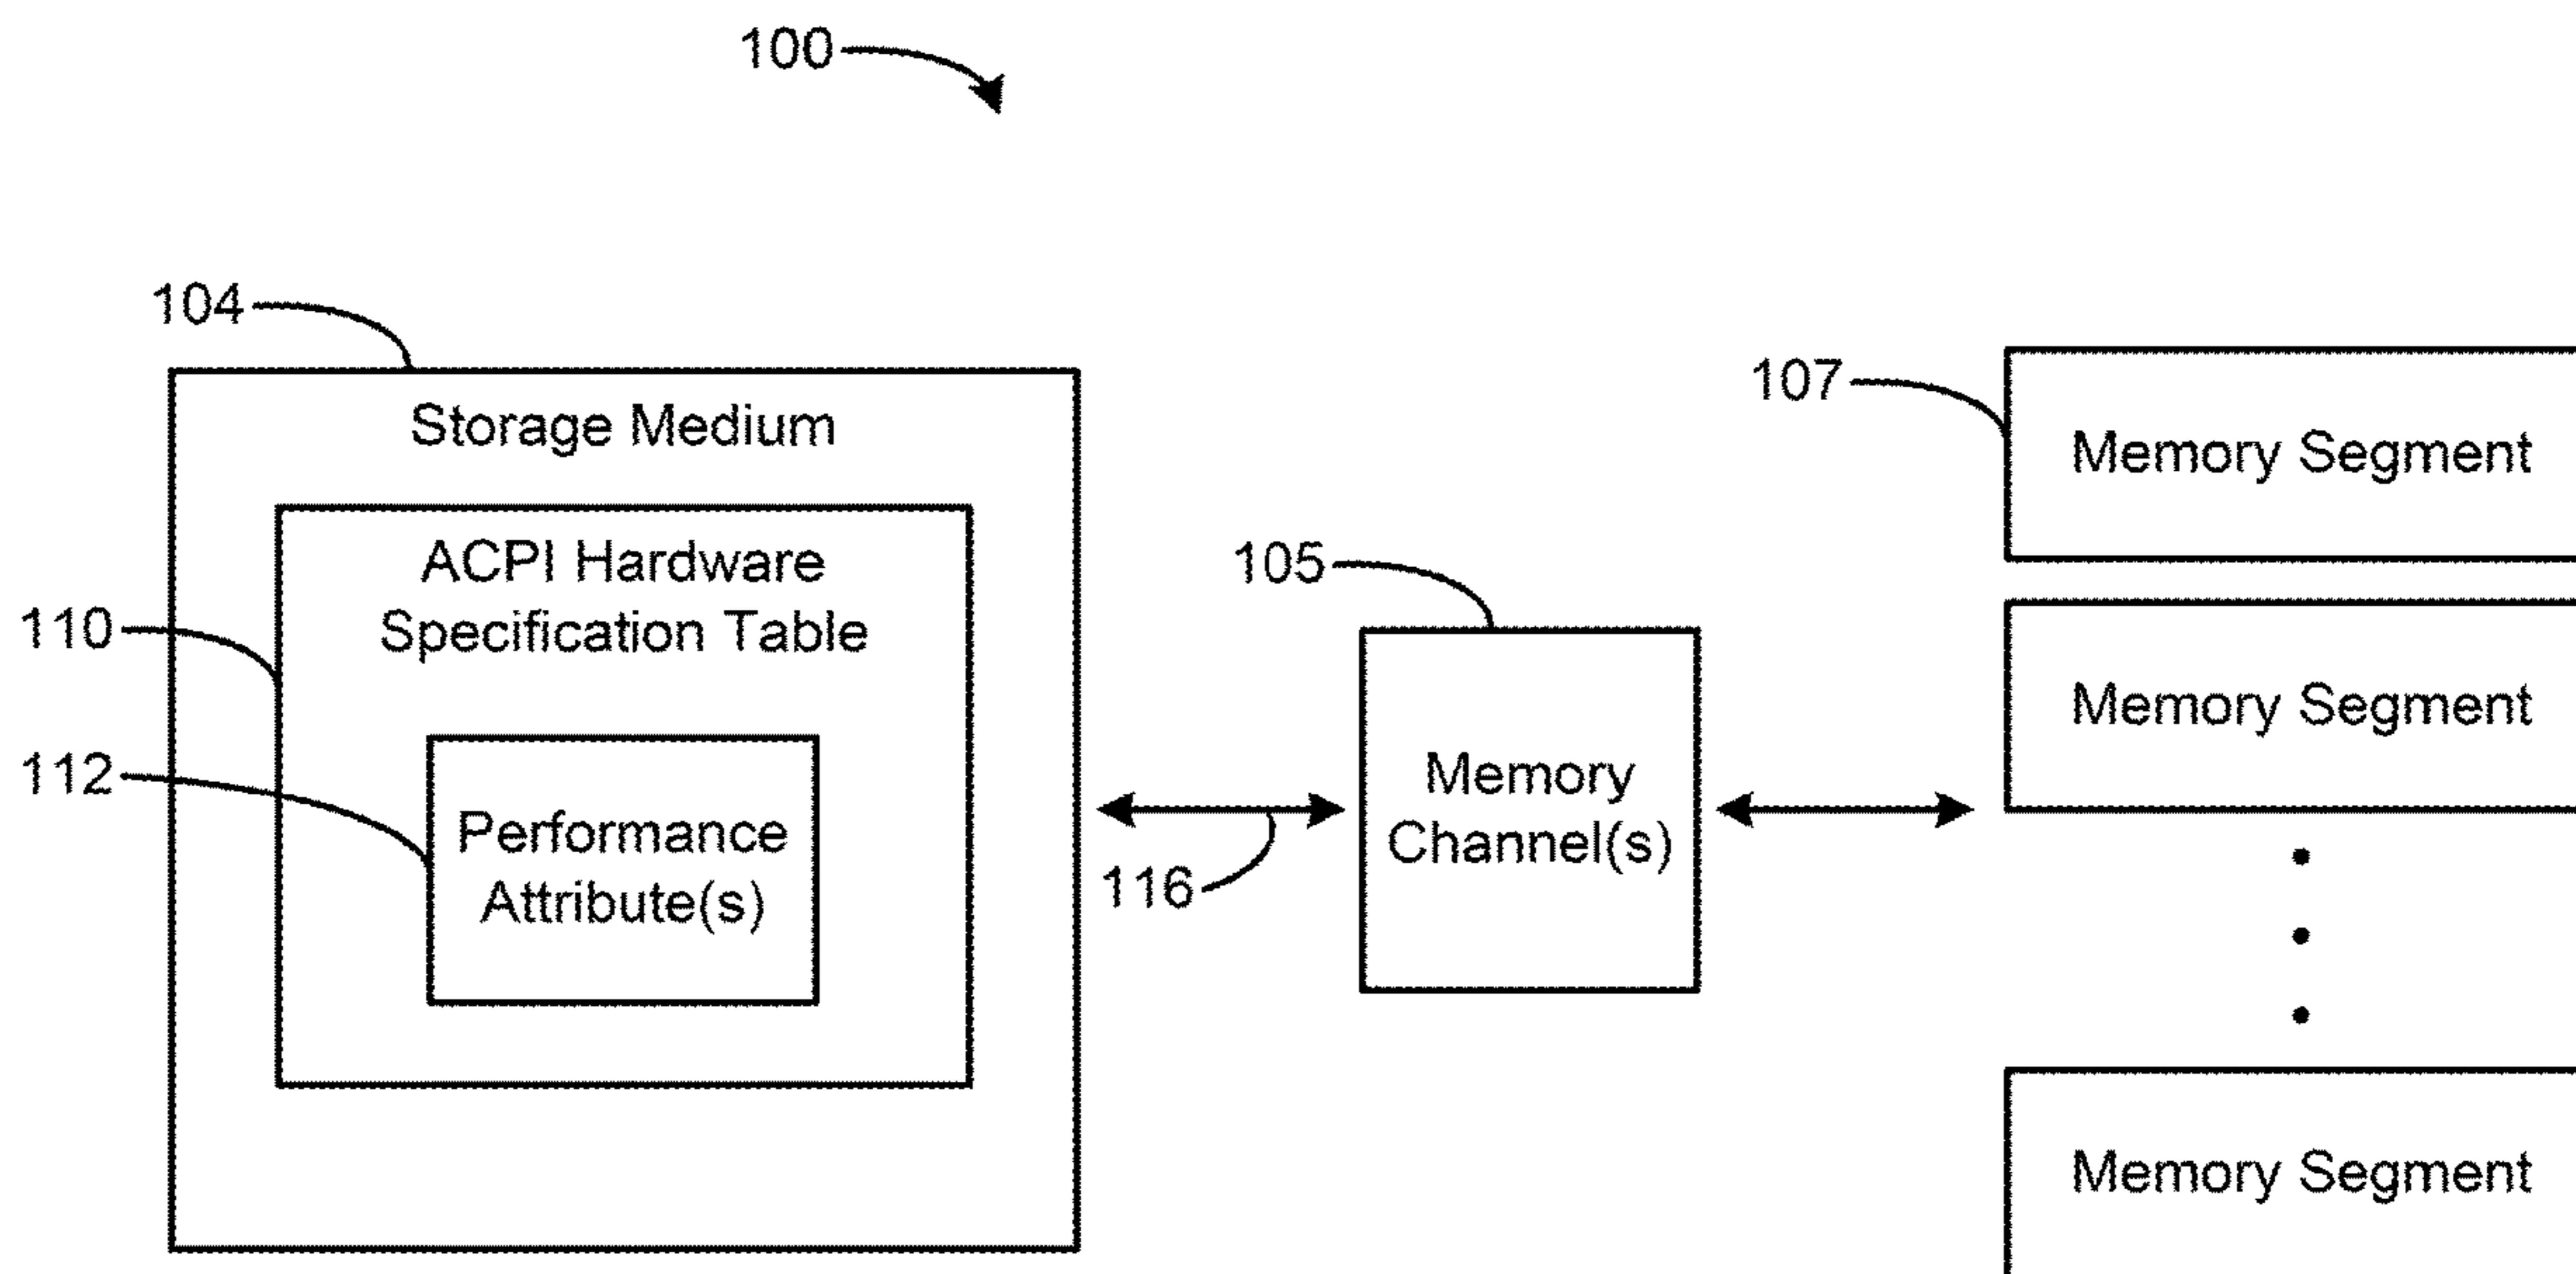 100
104
Storage Medium
ACPI Hardware
Specification Table
110
112
Performance
Attribute(s)
116
105
Memory
Channel(s)
107
Memory Segment
Memory Segment
Memory Segment